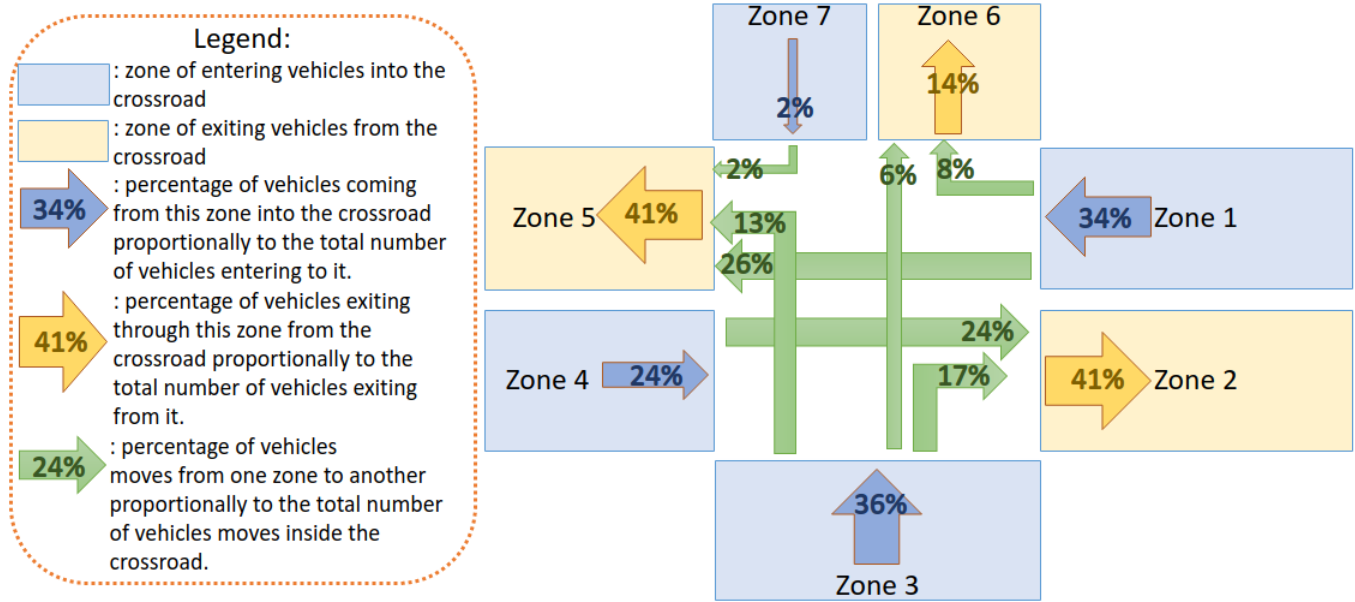 Legend:
: zone of entering vehicles into the
crossroad
: zone of exiting vehicles from the
crossroad
34%
: percentage of vehicles coming
from this zone into the crossroad
proportionally to the total number
of vehicles entering to it.
41%
: percentage of vehicles exiting
through this zone from the
crossroad proportionally to the
total number of vehicles exiting
from it.
24%
: percentage of vehicles
moves from one zone to another
proportionally to the total number
of vehicles moves inside the
crossroad.
Zone 7
2%
Zone 6
14%
2%
6%
8%
Zone 5
41%
13%
26%
34%
Zone 1
Zone 4
24%
24%
17%
41%
Zone 2
36%
Zone 3